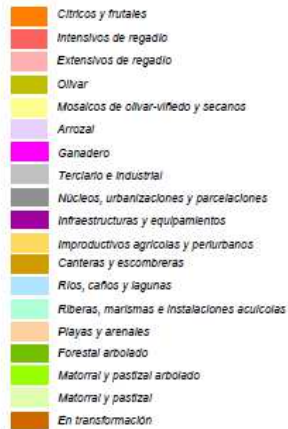 Cítricos y frutales
Intensivos de regadío
Extensivos de regadío
Olivar
Mosaicos de olivar-viñedo y secanos
Arrozal
Ganadero
Terciario e industrial
Núcleos, urbanizaciones y parcelaciones
Infraestructuras y equipamientos
Improductivos agrícolas y periurbanos
Canteras y escombreras
Ríos, caños y lagunas
Riberas, marismas e instalaciones acuícolas
Playas y arenales
Forestal arbolado
Matorral y pastizal arbolado
Matorral y pastizal
En transformación